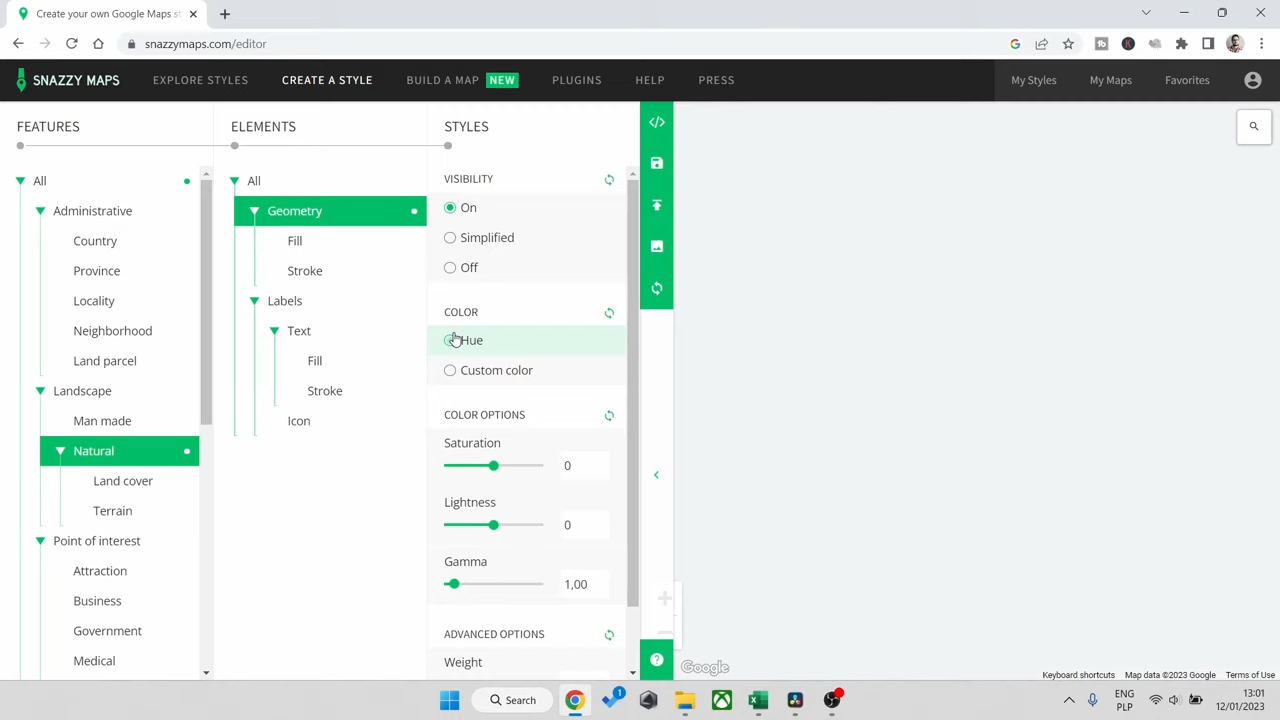 Create your own Google Maps st
snazzymaps.com/editor
SNAZZY MAPS
EXPLORE STYLES
CREATE A STYLE
BUILD A MAP NEW
PLUGINS
HELP
PRESS
My Styles
My Maps
Favorites
FEATURES
All
Administrative
Country
Province
Locality
Neighborhood
Land parcel
Landscape
Man made
Natural
Land cover
Terrain
Point of interest
Attraction
Business
Government
Medical
ELEMENTS
All
Geometry
Fill
Stroke
Labels
Text
Fill
Stroke
Icon
STYLES
VISIBILITY
On
Simplified
Off
COLOR
Hue
Custom color
COLOR OPTIONS
Saturation
0
Lightness
0
Gamma
1,00
ADVANCED OPTIONS
Weight
Google
Keyboard shortcuts
Map data ©2023 Google
Terms of Use
Search
1
ENG
PLP
13:01
12/01/2023